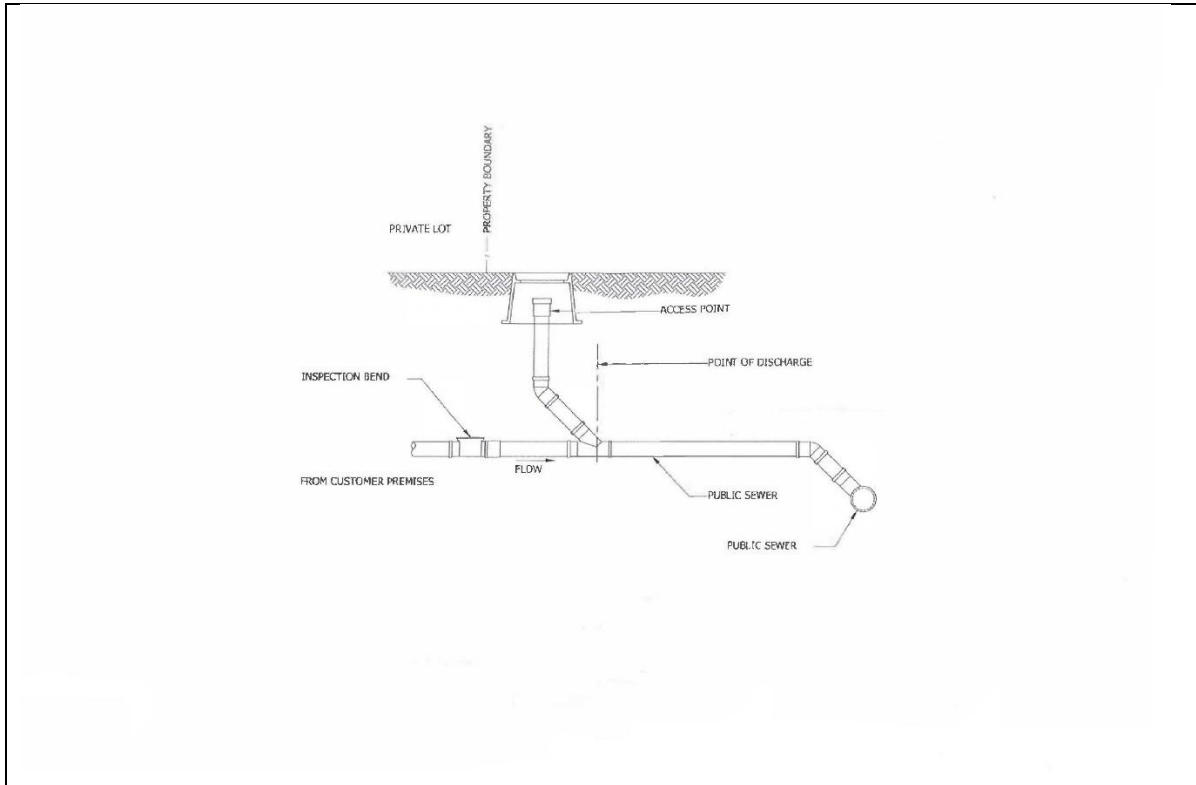 PROPERTY BOUNDARY
PRIVATE LOT
ACCESS POINT
POINT OF DISCHARGE
INSPECTION BEND
FLOW
FROM CUSTOMER PREMISES
PUBLIC SEWER
PUBLIC SEWER